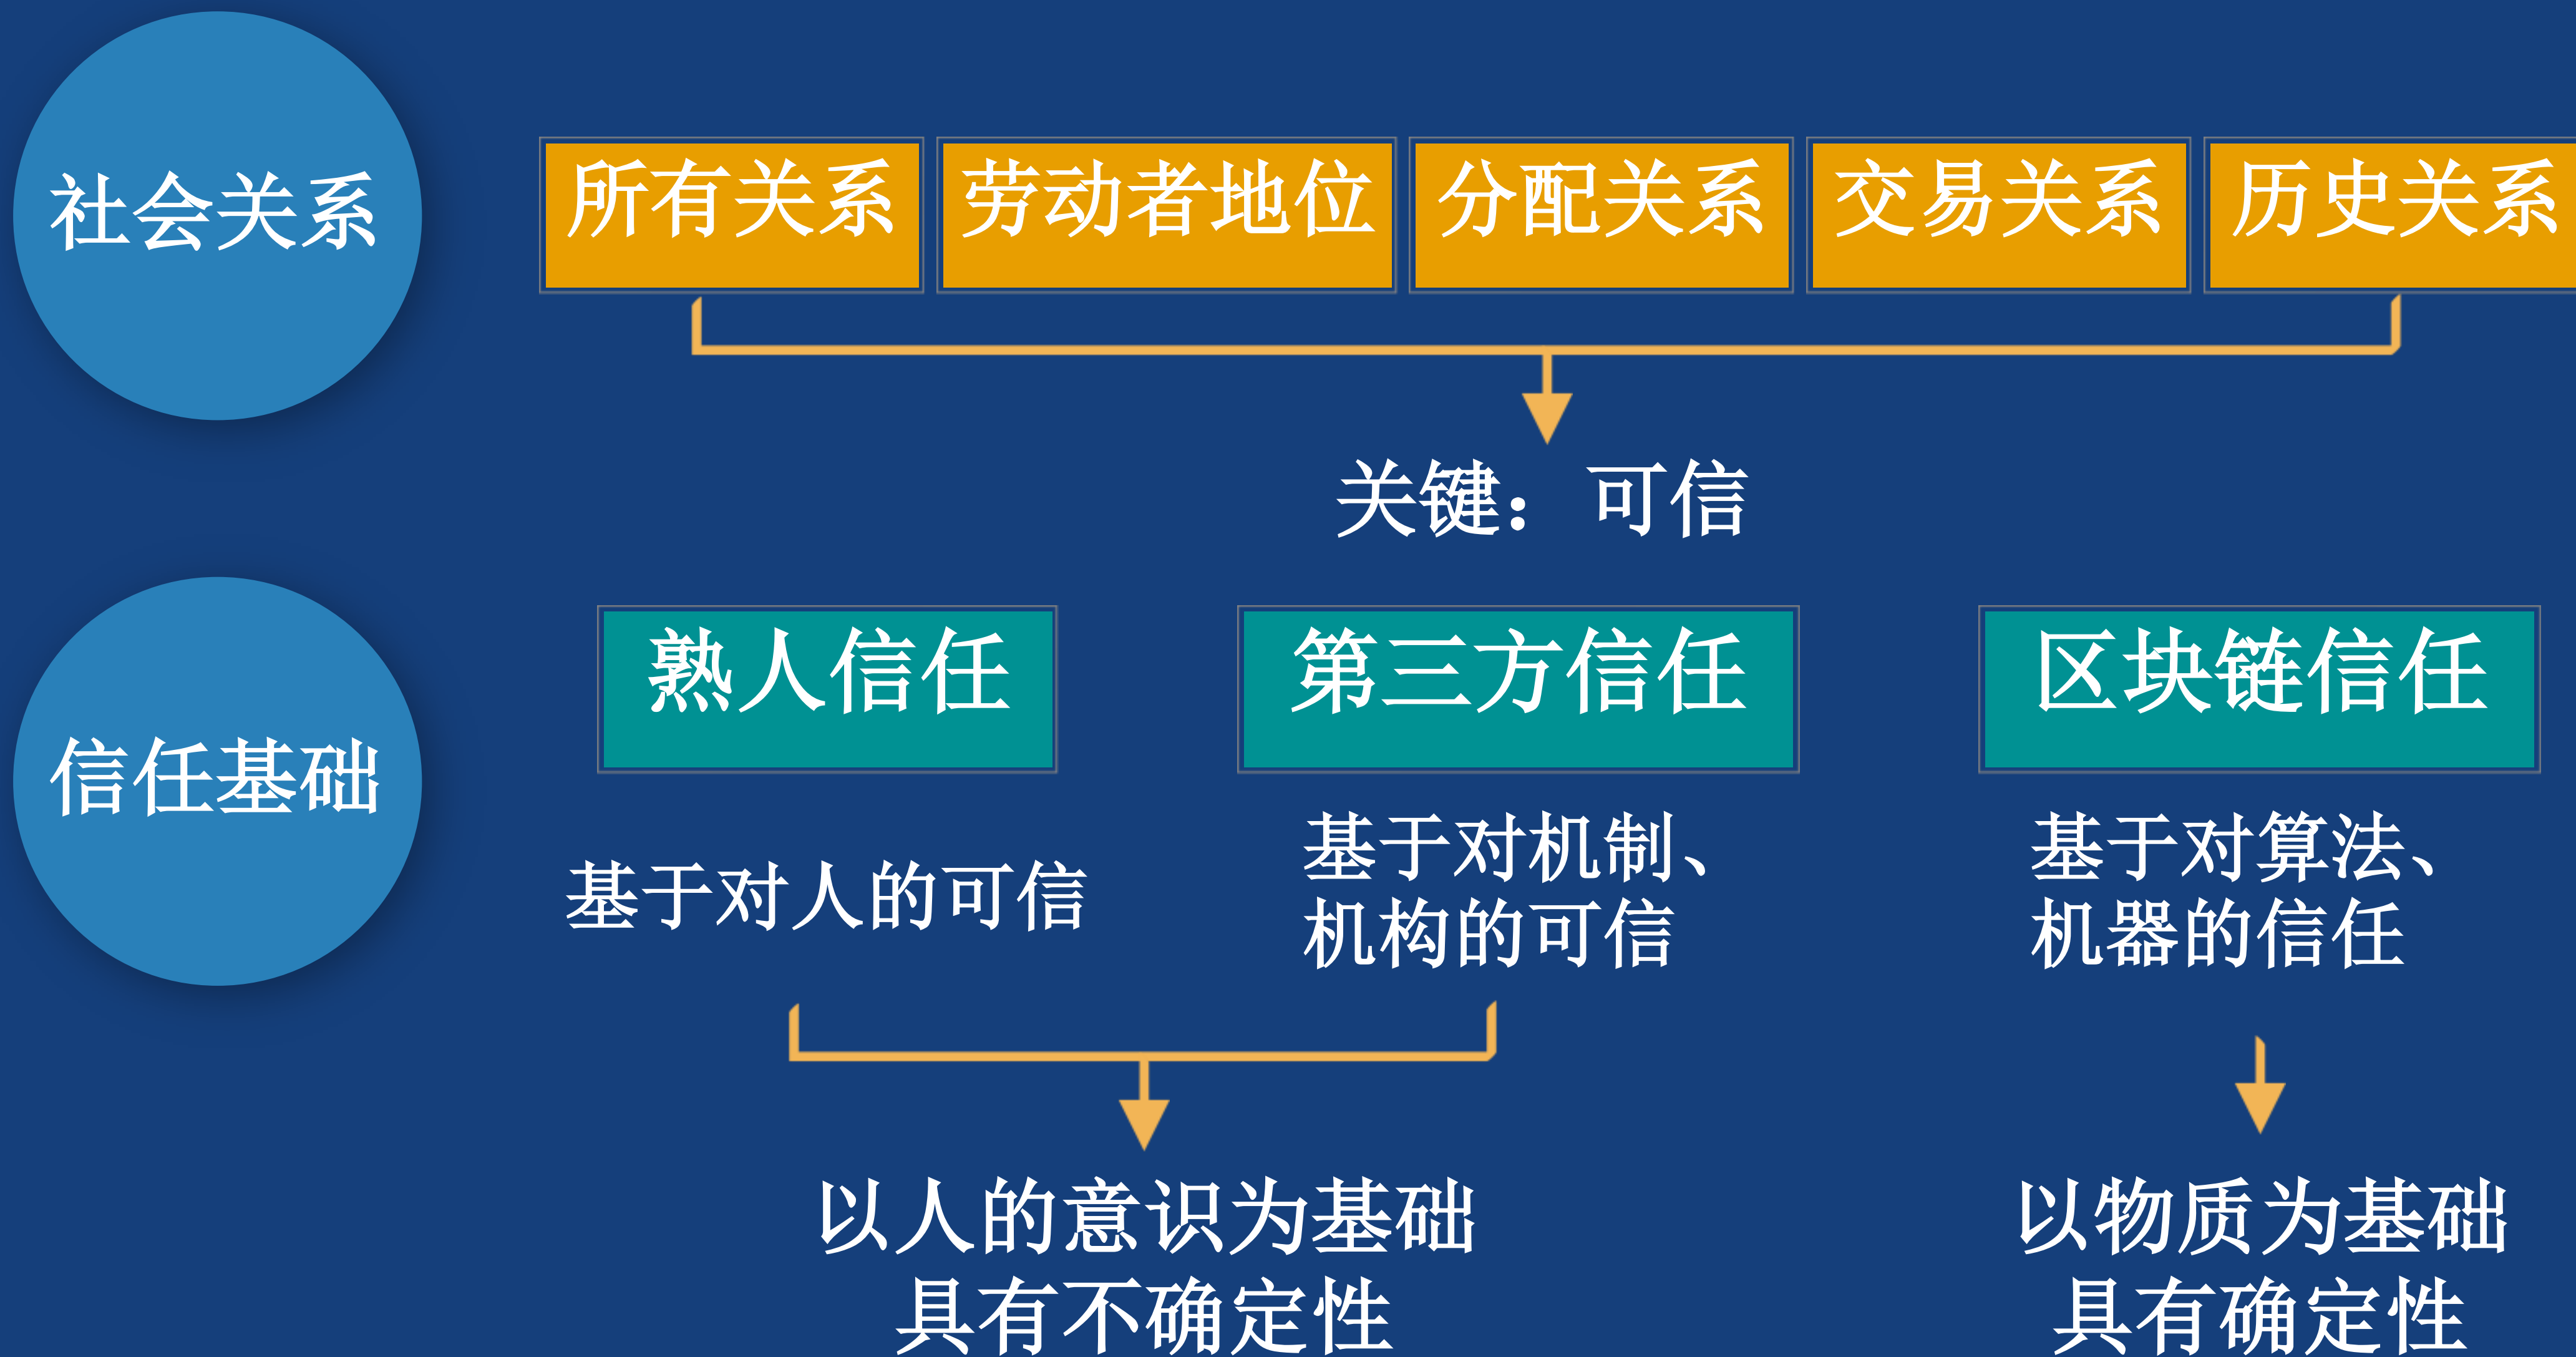 社会关系
所有关系
劳动者地位
分配关系
交易关系
历史关系
关键：可信
信任基础
熟人信任
第三方信任
区块链信任
基于对人的可信
基于对机制、
机构的可信
基于对算法、
机器的信任
以人的意识为基础
具有不确定性
以物质为基础
具有确定性